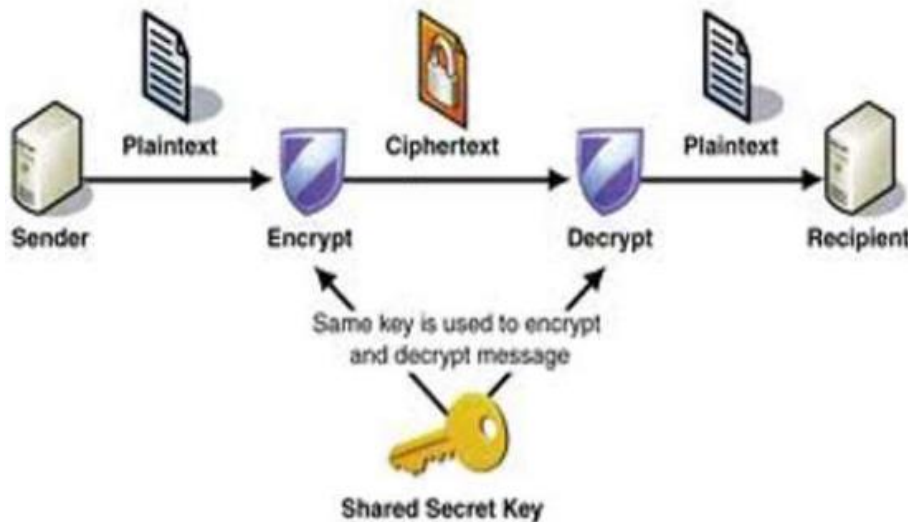 Plaintext
Ciphertext
Plaintext
Sender
Encrypt
Decrypt
Recipient
Same key is used to encrypt
and decrypt message
Shared Secret Key